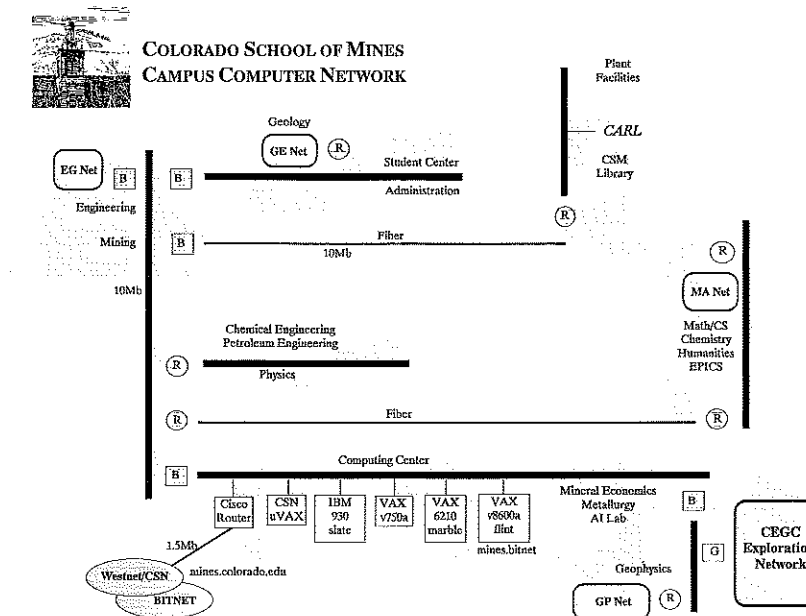 COLORADO SCHOOL OF MINES
CAMPUS COMPUTER NETWORK
Plant
Facilities
CARL
CSM
Library
Geology
GE Net
R
Student Center
Administration
EG Net
B
B
Engineering
R
Mining
B
Fiber
10Mb
10Mb
R
MA Net
Math/CS
Chemistry
Humanities
EPICS
Chemical Engineering
Petroleum Engineering
R
Physics
R
Fiber
R
B
Computing Center
Cisco
Router
CSN
uVAX
IBM
930
slate
VAX
v750a
VAX
6210
marble
VAX
v8600a
flint
mines.bitnet
Mineral Economics
Metallurgy
AI Lab
B
1.5Mb
Westnet/CSN
mines.colorado.edu
BITNET
G
Geophysics
GP Net
R
CEGC
Exploration
Network